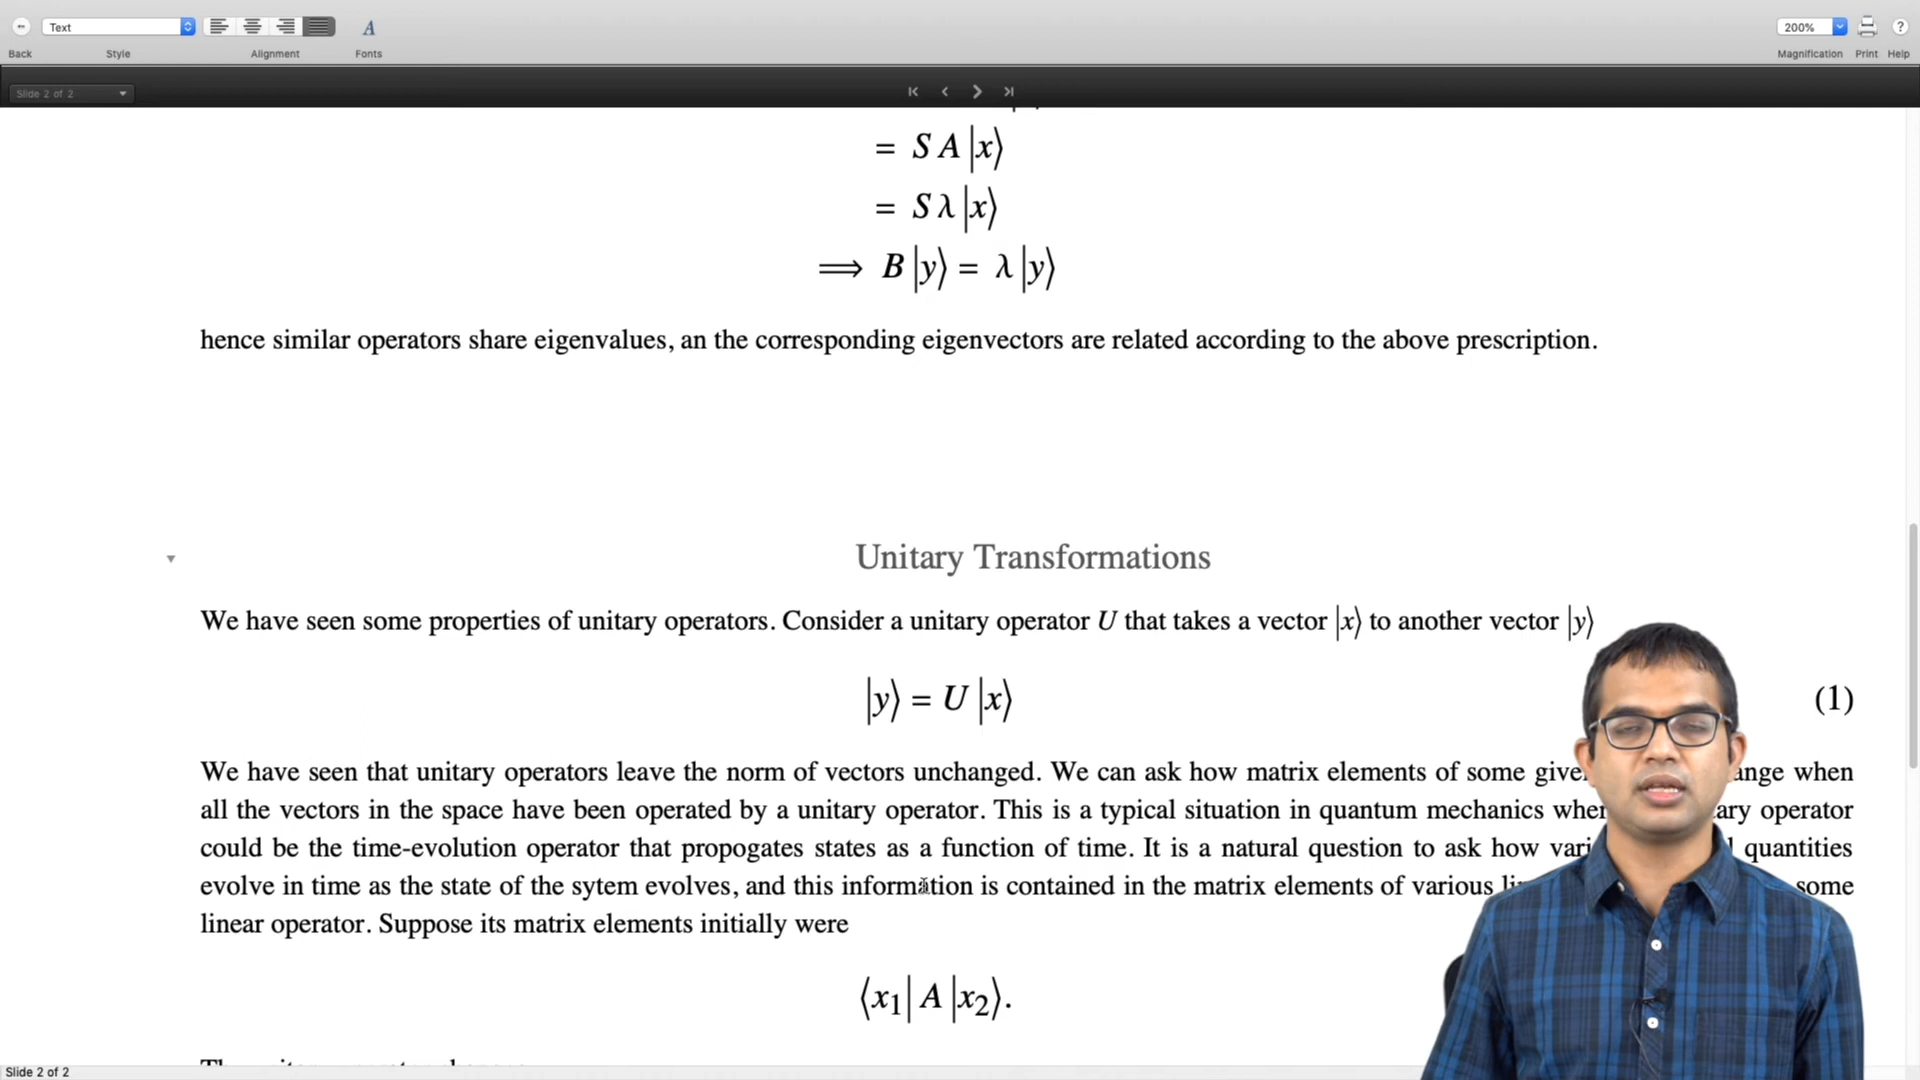 Text
200%
Back Style Alignment Fonts Magnification Print Help
Slide 2 of 2
= S A |x⟩
= S λ |x⟩
⟹ B |y⟩ = λ |y⟩
hence similar operators share eigenvalues, an the corresponding eigenvectors are related according to the above prescription.
Unitary Transformations
We have seen some properties of unitary operators. Consider a unitary operator U that takes a vector |x⟩ to another vector |y⟩
|y⟩ = U |x⟩ (1)
We have seen that unitary operators leave the norm of vectors unchanged. We can ask how matrix elements of some when
all the vectors in the space have been operated by a unitary operator. This is a typical situation in quantum mechanics operator
could be the time-evolution operator that propogates states as a function of time. It is a natural question to ask how quantities
evolve in time as the state of the sytem evolves, and this information is contained in the matrix elements of various some
linear operator. Suppose its matrix elements initially were
⟨x₁| A |x₂⟩.
Slide 2 of 2